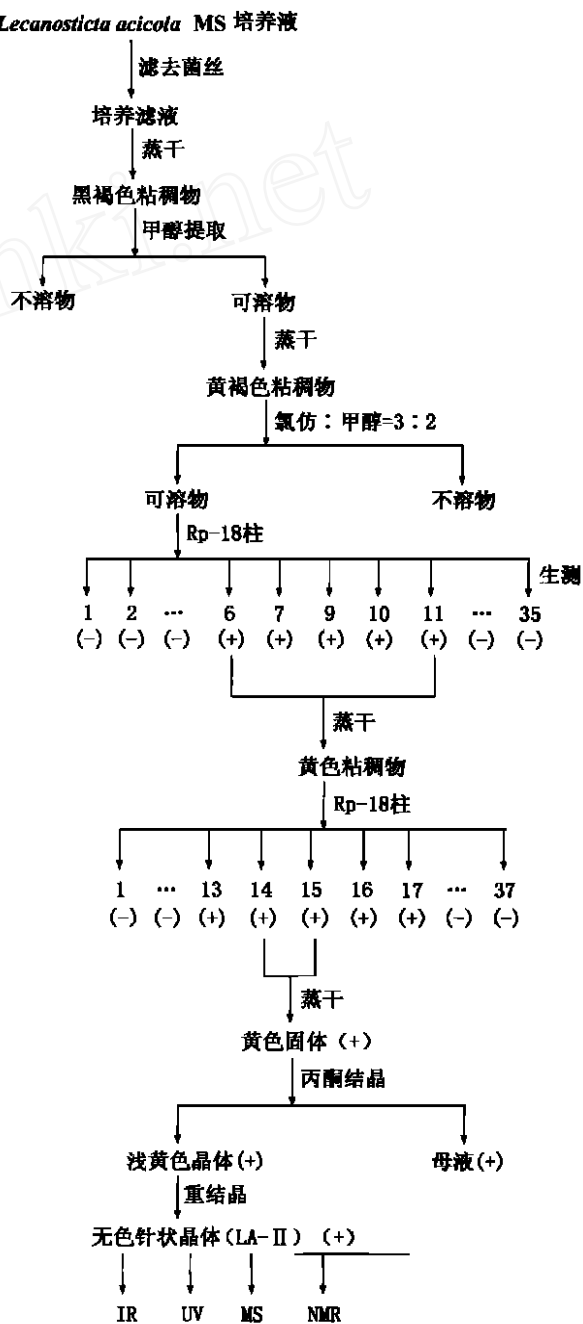 Lecanosticta acicola MS 培养液
滤去菌丝
培养滤液
蒸干
黑褐色粘稠物
甲醇提取
不溶物 可溶物
蒸干
黄褐色粘稠物
氯仿：甲醇=3：2
可溶物 不溶物
Rp-18柱
生测
1 2 … 6 7 9 10 11 … 35
(-) (-) (-) (+) (+) (+) (+) (+) (-) (-)
蒸干
黄色粘稠物
Rp-18柱
1 … 13 14 15 16 17 … 37
(-) (-) (+) (+) (+) (+) (+) (-) (-)
蒸干
黄色固体（+）
丙酮结晶
浅黄色晶体(+) 母液(+)
重结晶
无色针状晶体(LA-Ⅱ) (+)
IR UV MS NMR